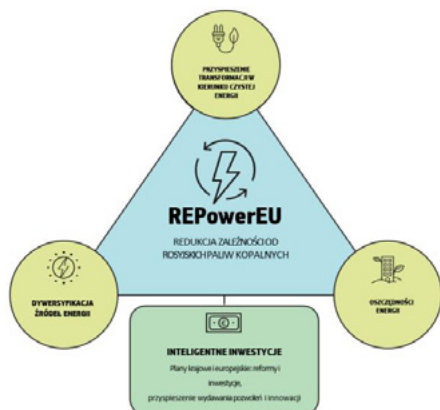 PRZYSPIESZENIE
TRANSFORMACJI W
KIERUNKU CZYSTEJ
ENERGII
REPowerEU
REDUKCJA ZALEŻNOŚCI OD
ROSYJSKICH PALIW KOPALNYCH
DYWERSYFIKACJA
ŹRÓDEŁ ENERGII
OSZCZĘDNOŚCI
ENERGII
INTELIGENTNE INWESTYCJE
Plany krajowe i europejskie: reformy i
inwestycje,
przyspieszenie wydawania pozwoleń i innowacji